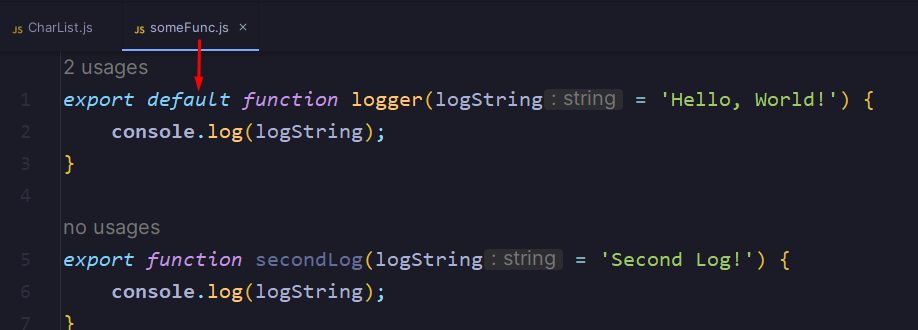 JS CharList.js JS someFunc.js ×
2 usages
1 export default function logger(logString : string = 'Hello, World!') {
2 console.log(logString);
3 }
4
no usages
5 export function secondLog(logString : string = 'Second Log!') {
6 console.log(logString);
7 }